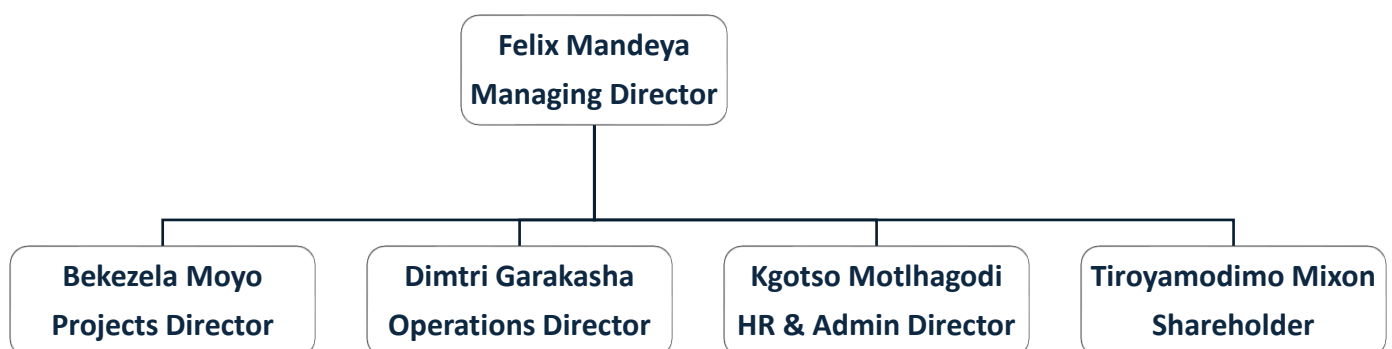 Felix Mandeya
Managing Director
Bekezela Moyo
Projects Director
Dimtri Garakasha
Operations Director
Kgotso Motlhagodi
HR & Admin Director
Tiroyamodimo Mixon
Shareholder